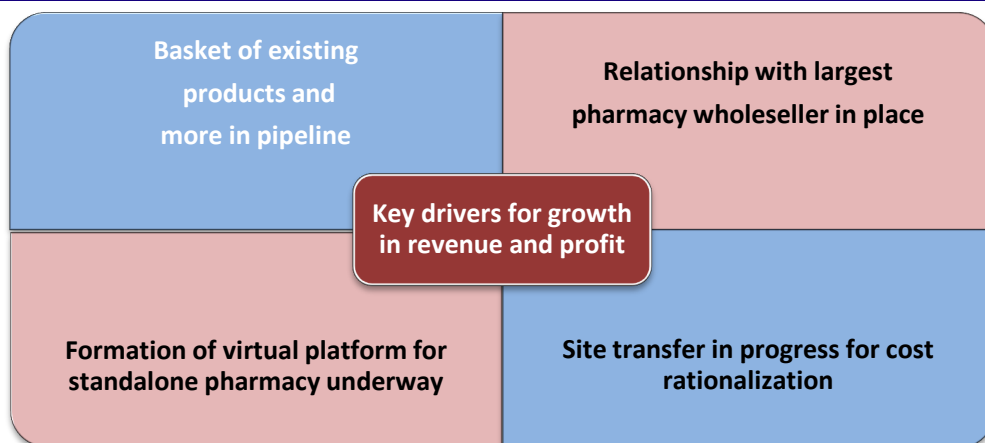 Basket of existing
products and
more in pipeline
Relationship with largest
pharmacy wholeseller in place
Key drivers for growth
in revenue and profit
Formation of virtual platform for
standalone pharmacy underway
Site transfer in progress for cost
rationalization